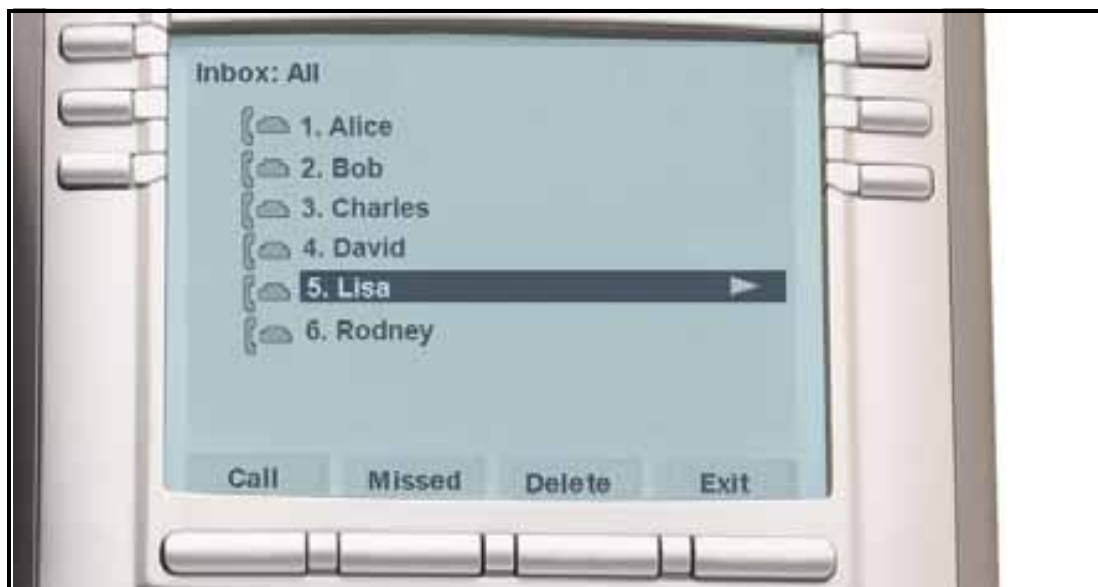 Inbox: All
1. Alice
2. Bob
3. Charles
4. David
5. Lisa
6. Rodney
Call Missed Delete Exit